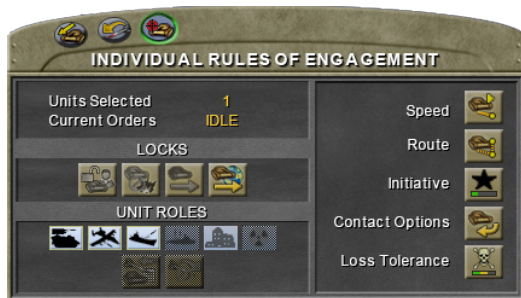 INDIVIDUAL RULES OF ENGAGEMENT
Units Selected 1
Current Orders IDLE
LOCKS
UNIT ROLES
Speed
Route
Initiative
Contact Options
Loss Tolerance